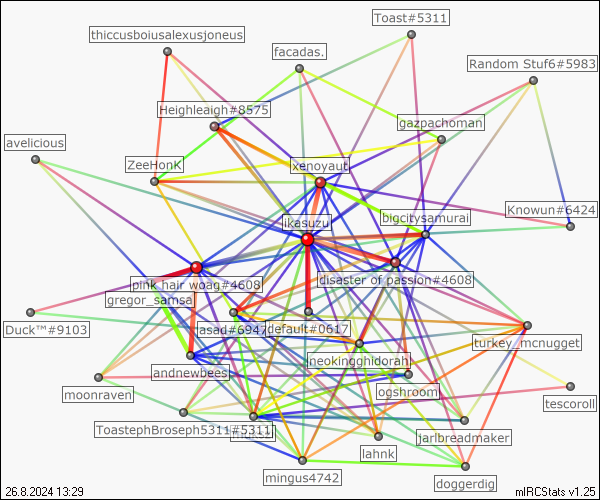 Toast#5311
thiccusboiusalexusjoneus
facadas.
Random Stuf6#5983
Heighleaigh#8575
gazpachoman
avelicious
ZeeHonK
xenoyaut
Knowun#6424
likasuzu
bigcitysamurai
pink hair woag#4608
disaster of passion#4608
gregor_samsa
Duck™#9103
asad#6947
default#0617
turkey_mcnugget
neokingghidorah
andnewbees
moonraven
ogshroom
tescoroll
ToastephBroseph5311#5311
jarlbreadmaker
lahnk
mingus4742
doggerdig
26.8.2024 13:29
mIRCStats v1.25